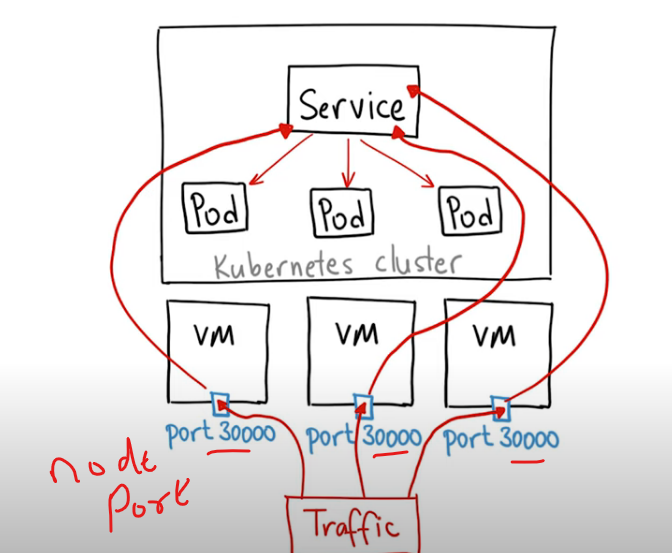 Service
Pod
Pod
Pod
Kubernetes cluster
VM
VM
VM
port 30000
port 30000
port 30000
node
Port
Traffic